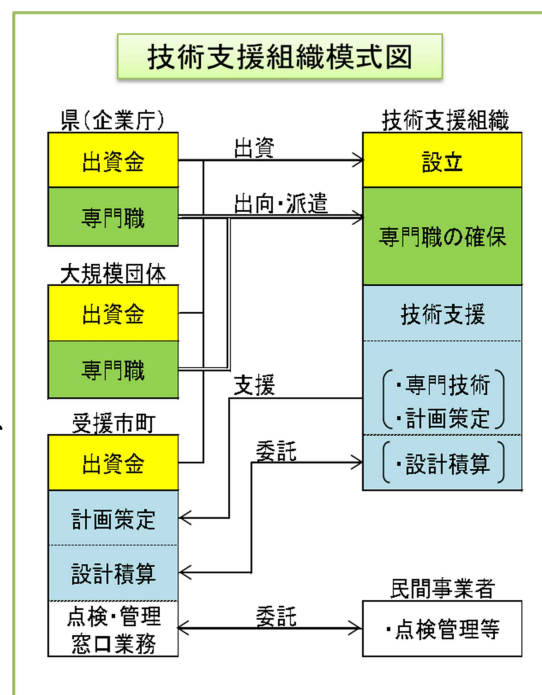 技術支援組織模式図
県(企業庁)
出資金
専門職
大規模団体
出資金
専門職
受援市町
出資金
計画策定
設計積算
点検・管理
窓口業務
出資
出向・派遣
支援
委託
委託
技術支援組織
設立
専門職の確保
技術支援
・専門技術
・計画策定
・設計積算
民間事業者
・点検管理等